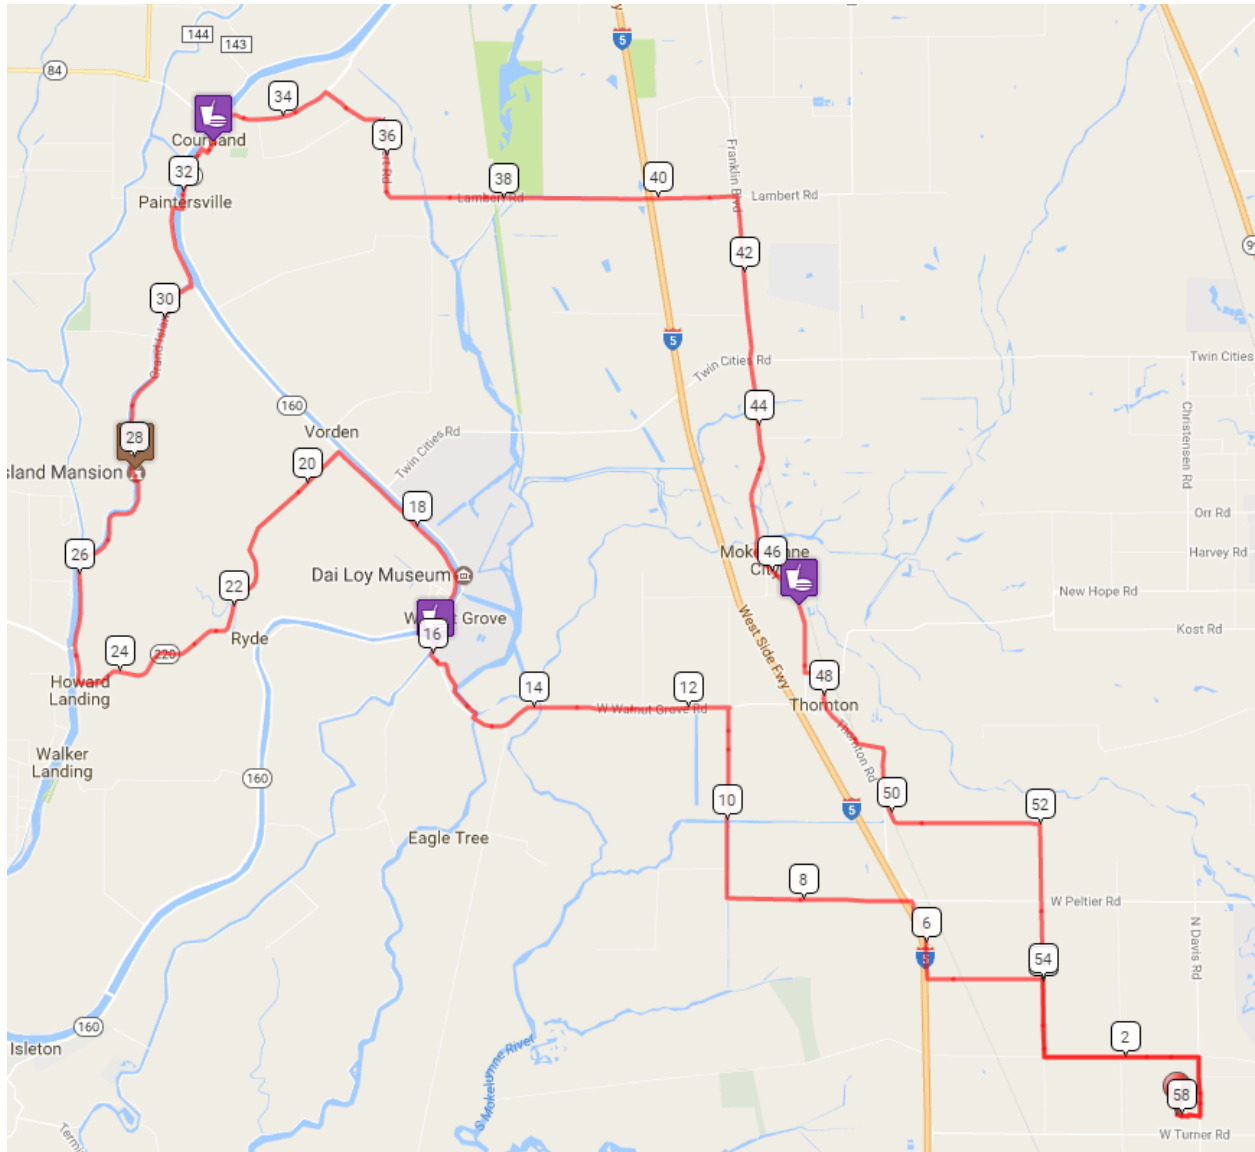 144
143
5
84
34
Courtland
36
32
Paintersville
38
Lambert Rd
40
Franklin Blvd
Lambert Rd
42
99
30
Grand Island
5
Twin Cities Rd
Twin Cities
160
44
Christensen Rd
28
Vorden
Twin Cities Rd
sland Mansion
20
18
Orr Rd
26
46
Mokelumne
City
Harvey Rd
Dai Loy Museum
22
New Hope Rd
Walnut Grove
West Side Fwy
Kost Rd
Ryde
16
24
220
48
Howard
Landing
14
12
W Walnut Grove Rd
Thornton
Walker
Landing
Thornton Rd
160
10
5
50
52
Eagle Tree
8
W Peltier Rd
6
N Davis Rd
5
54
160
2
Isleton
S Mokelumne River
58
W Turner Rd